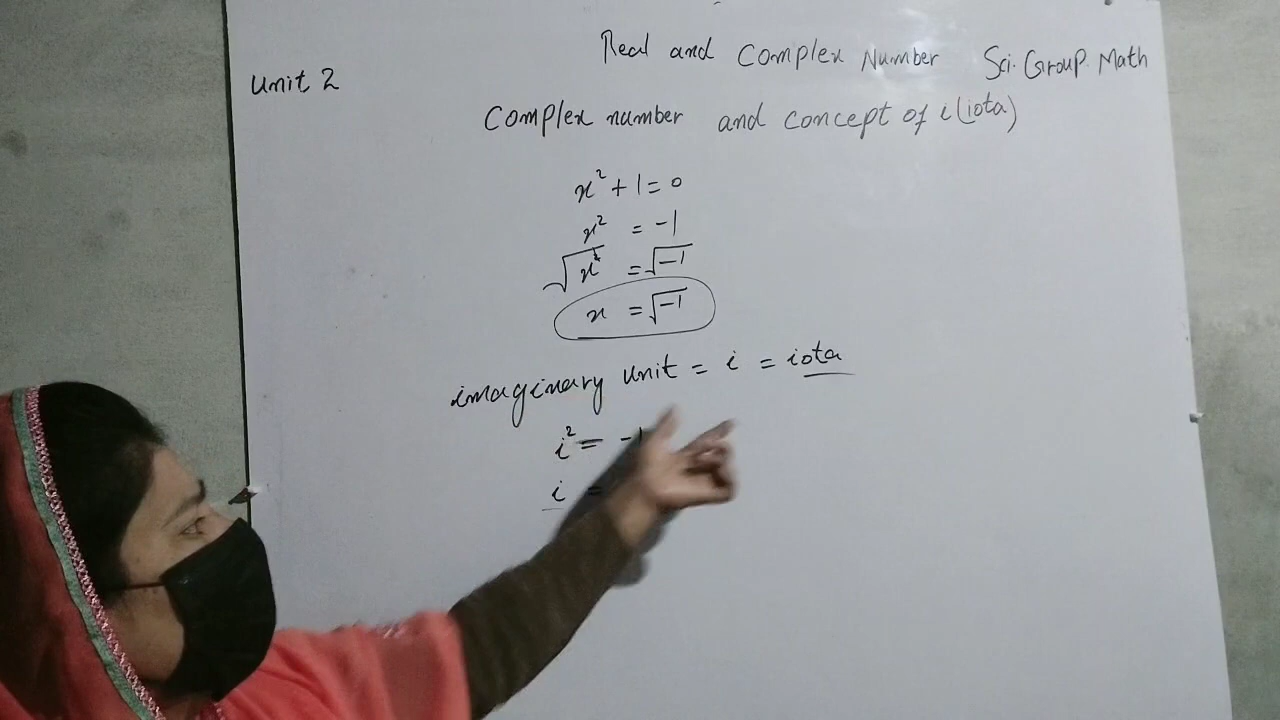 Real and Complex Number Sci. Group. Math
Unit 2
Complex number and concept of i (iota)
x² + 1 = 0
x² = -1
√x² = √-1
x = √-1
imaginary unit = i = iota
i² = -1
i =